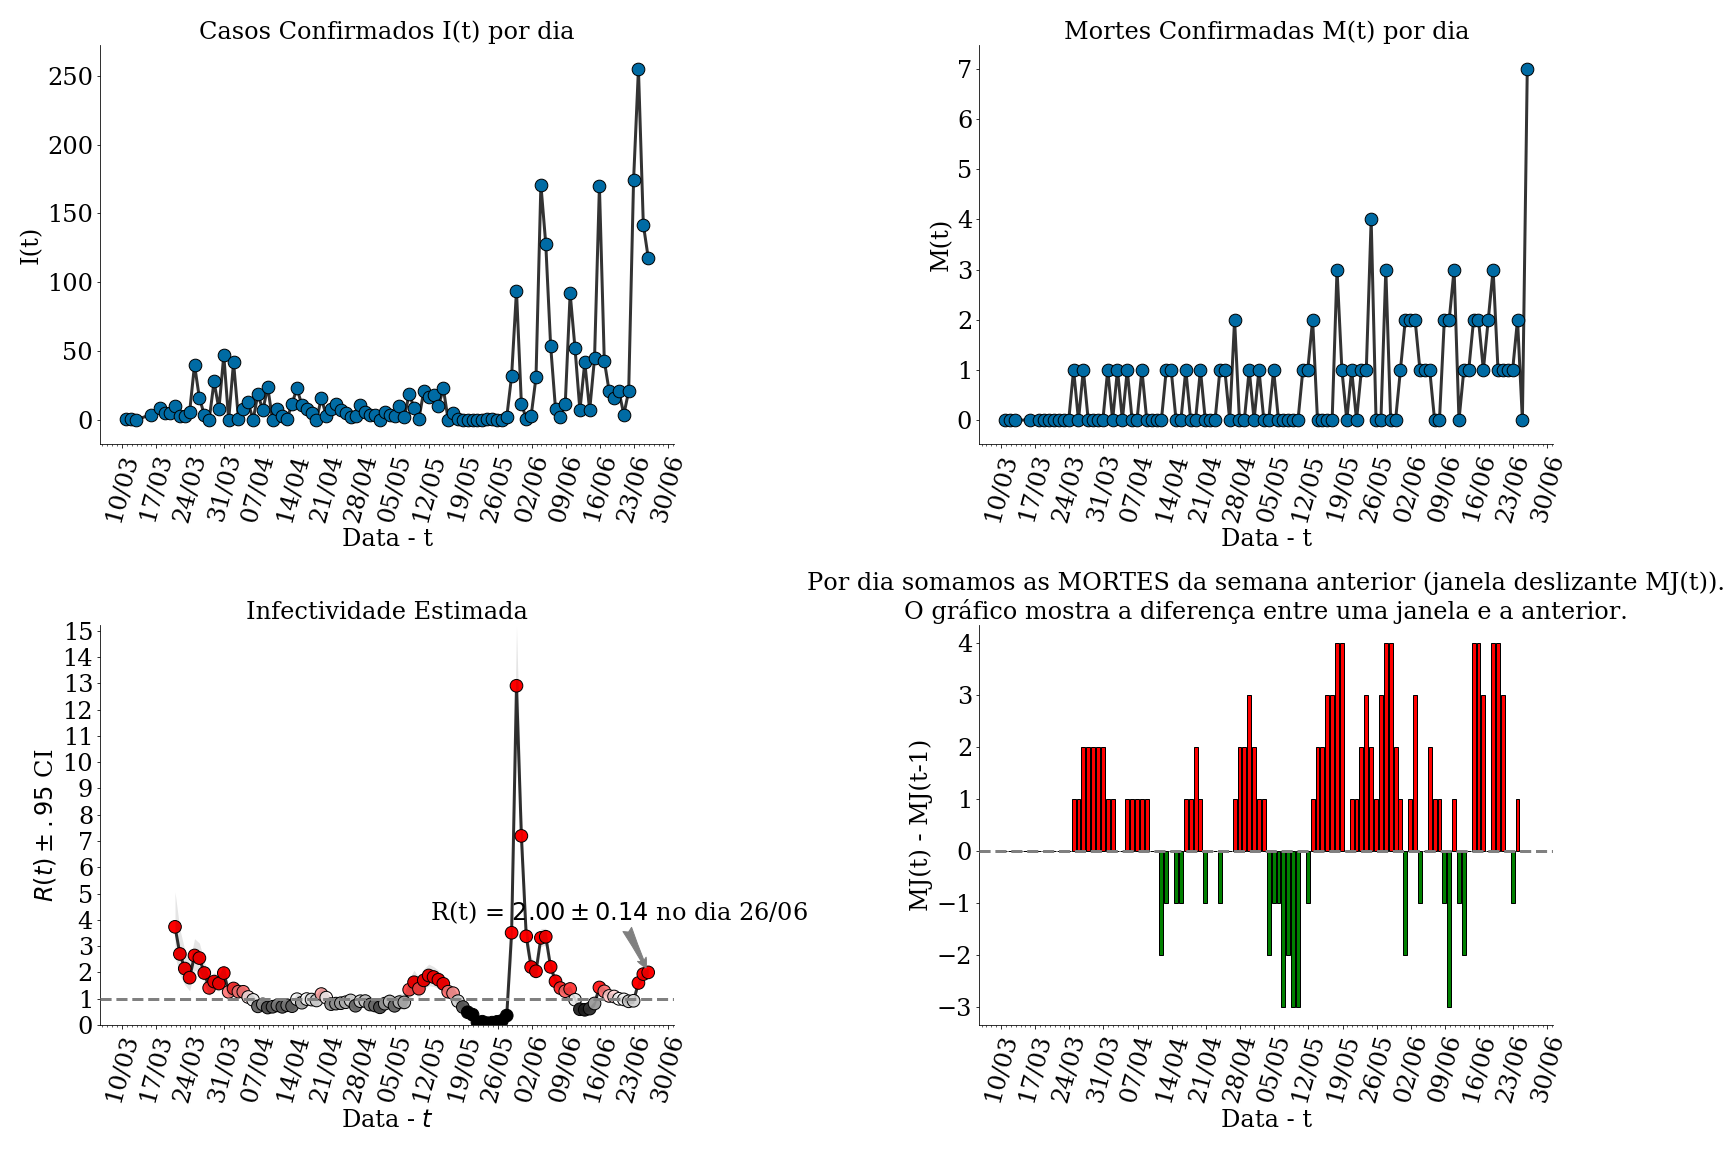 Casos Confirmados I(t) por dia
I(t)
250
200
150
100
50
0
10/03 17/03 24/03 31/03 07/04 14/04 21/04 28/04 05/05 12/05 19/05 26/05 02/06 09/06 16/06 23/06 30/06
Data - t
Mortes Confirmadas M(t) por dia
M(t)
7
6
5
4
3
2
1
0
10/03 17/03 24/03 31/03 07/04 14/04 21/04 28/04 05/05 12/05 19/05 26/05 02/06 09/06 16/06 23/06 30/06
Data - t
Infectividade Estimada
R(t) ± .95 CI
15
14
13
12
11
10
9
8
7
6
5
4
3
2
1
0
R(t) = 2.00 ± 0.14 no dia 26/06
10/03 17/03 24/03 31/03 07/04 14/04 21/04 28/04 05/05 12/05 19/05 26/05 02/06 09/06 16/06 23/06 30/06
Data - t
Por dia somamos as MORTES da semana anterior (janela deslizante MJ(t)).
O gráfico mostra a diferença entre uma janela e a anterior.
MJ(t) - MJ(t-1)
4
3
2
1
0
−1
−2
−3
10/03 17/03 24/03 31/03 07/04 14/04 21/04 28/04 05/05 12/05 19/05 26/05 02/06 09/06 16/06 23/06 30/06
Data - t